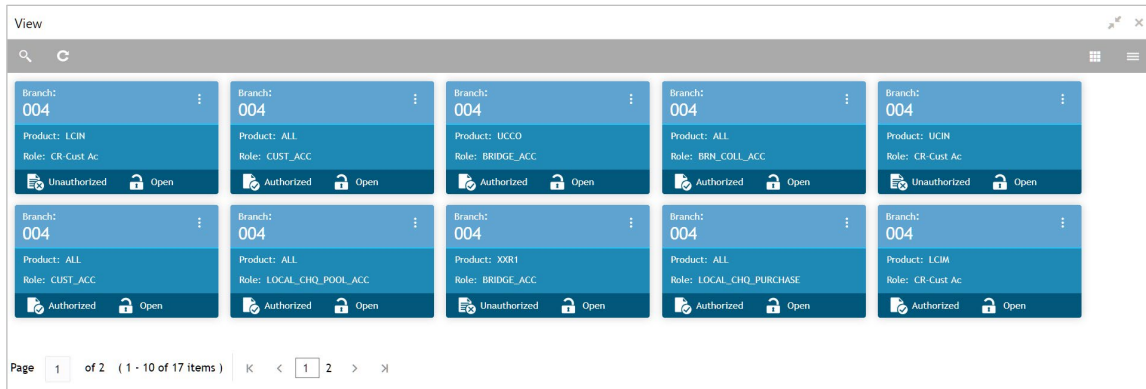 View
Branch:
004
Product: LCIN
Role: CR-Cust Ac
Unauthorized Open
Branch:
004
Product: ALL
Role: CUST_ACC
Authorized Open
Branch:
004
Product: UCCO
Role: BRIDGE_ACC
Authorized Open
Branch:
004
Product: ALL
Role: BRN_COLL_ACC
Authorized Open
Branch:
004
Product: UCIN
Role: CR-Cust Ac
Unauthorized Open
Branch:
004
Product: ALL
Role: CUST_ACC
Authorized Open
Branch:
004
Product: ALL
Role: LOCAL_CHQ_POOL_ACC
Authorized Open
Branch:
004
Product: XXR1
Role: BRIDGE_ACC
Unauthorized Open
Branch:
004
Product: ALL
Role: LOCAL_CHQ_PURCHASE
Authorized Open
Branch:
004
Product: LCIM
Role: CR-Cust Ac
Authorized Open
Page 1 of 2 ( 1 - 10 of 17 items ) 1 2